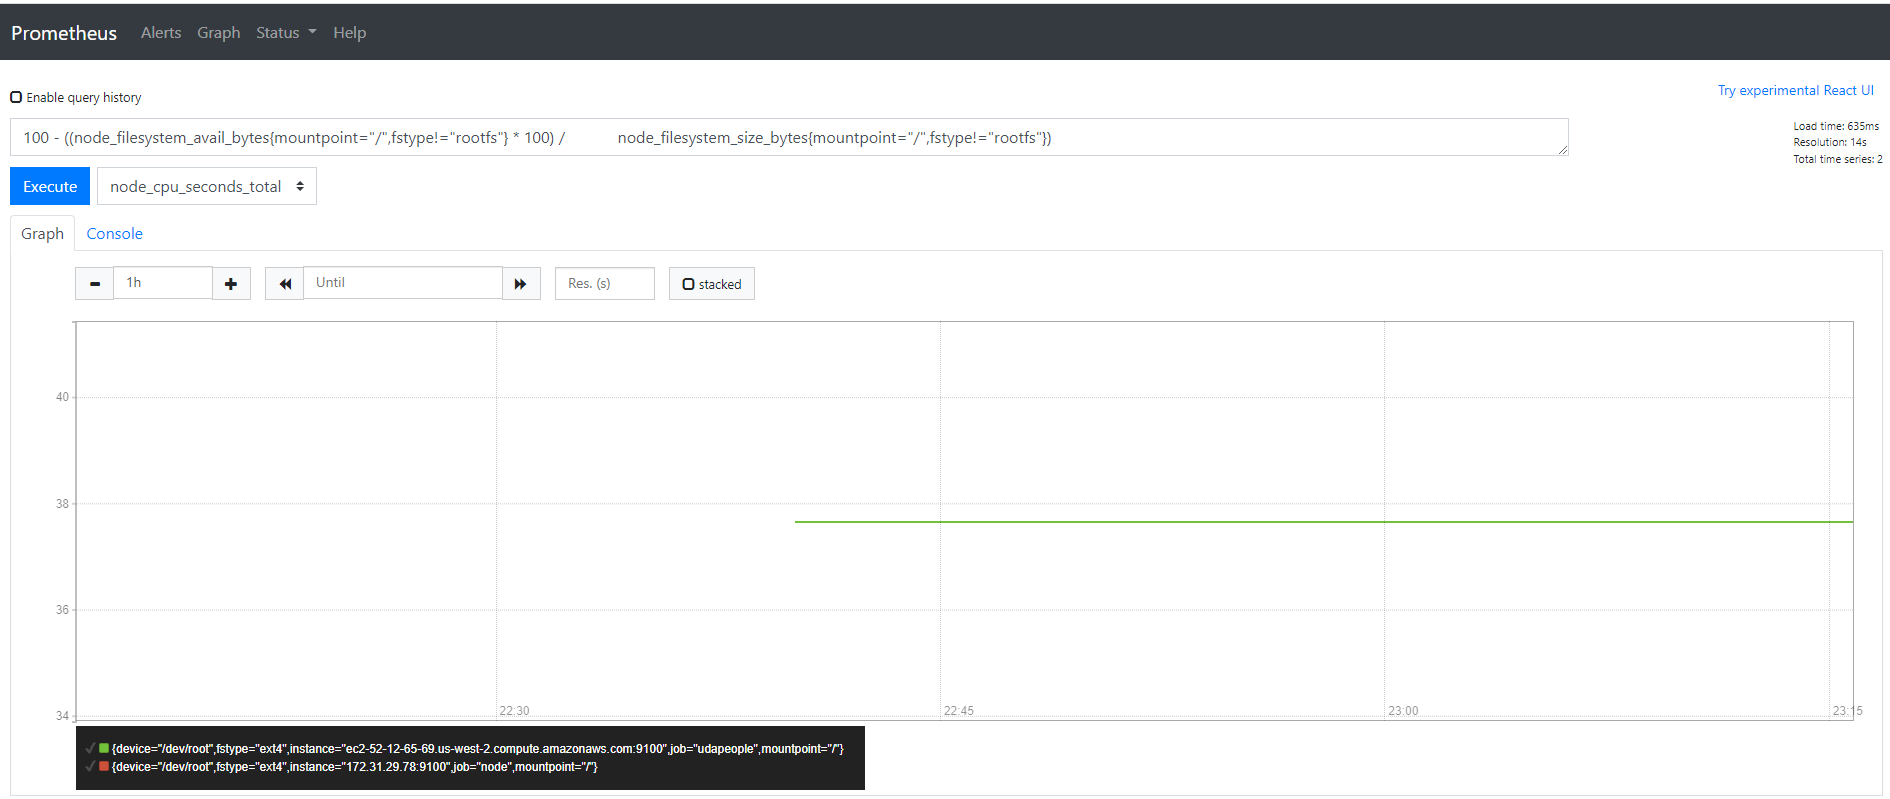 Prometheus Alerts Graph Status Help
Enable query history
Try experimental React UI
100 - ((node_filesystem_avail_bytes{mountpoint="/",fstype!="rootfs"} * 100) / node_filesystem_size_bytes{mountpoint="/",fstype!="rootfs"})
Load time: 635ms
Resolution: 14s
Total time series: 2
Execute node_cpu_seconds_total
Graph Console
1h Until Res. (s) stacked
40
38
36
34
22:30 22:45 23:00 23:15
{device="/dev/root",fstype="ext4",instance="ec2-52-12-65-69.us-west-2.compute.amazonaws.com:9100",job="udapeople",mountpoint="/"}
{device="/dev/root",fstype="ext4",instance="172.31.29.78:9100",job="node",mountpoint="/"}